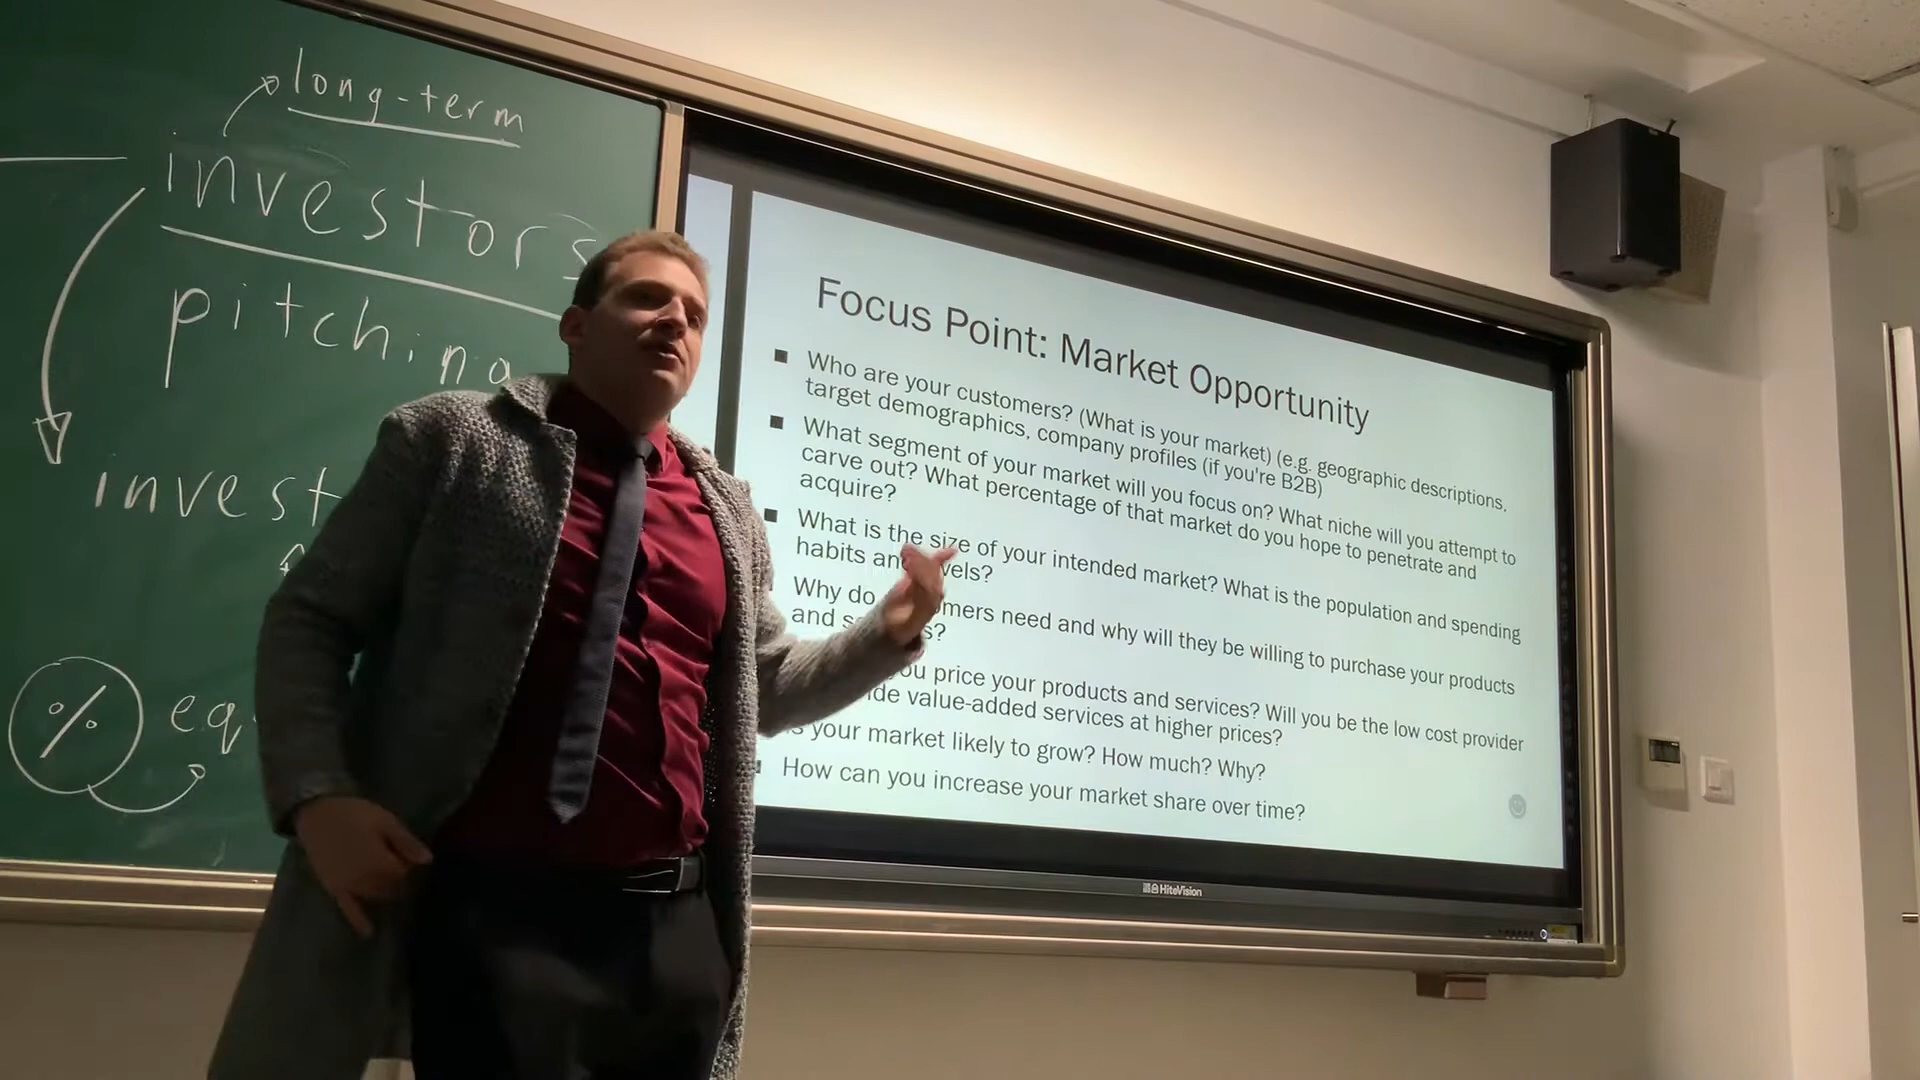 long-term
investors
pitching
invest
% eq
Focus Point: Market Opportunity
Who are your customers? (What is your market) (e.g. geographic descriptions,
target demographics, company profiles (if you're B2B)
What segment of your market will you focus on? What niche will you attempt to
carve out? What percentage of that market do you hope to penetrate and
acquire?
What is the size of your intended market? What is the population and spending
habits an vels?
Why do omers need and why will they be willing to purchase your products
and s s?
ou price your products and services? Will you be the low cost provider
ide value-added services at higher prices?
s your market likely to grow? How much? Why?
How can you increase your market share over time?
HiteVision